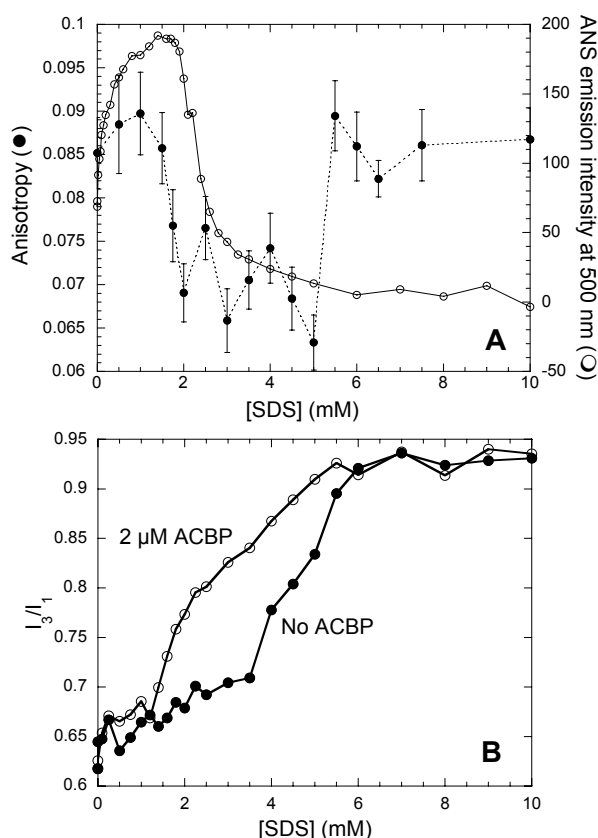 0.1
0.095
0.09
0.085
0.08
0.075
0.07
0.065
0.06
Anisotropy (●)
200
150
100
50
0
-50
ANS emission intensity at 500 nm (○)
A
0 2 4 6 8 10
[SDS] (mM)
0.95
0.9
0.85
0.8
0.75
0.7
0.65
0.6
I₃/I₁
2 µM ACBP
No ACBP
B
0 2 4 6 8 10
[SDS] (mM)